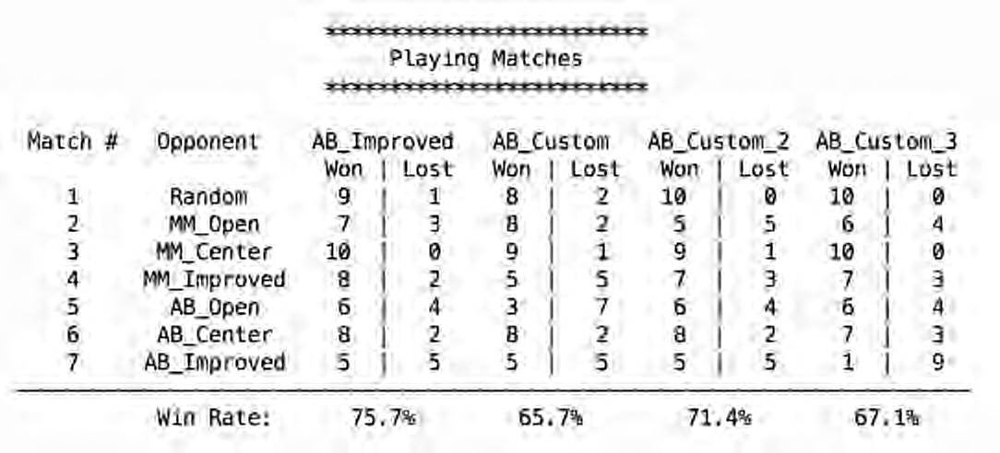 *************************
Playing Matches
*************************
Match # Opponent AB_Improved AB_Custom AB_Custom_2 AB_Custom_3
Won | Lost Won | Lost Won | Lost Won | Lost
1 Random 9 | 1 8 | 2 10 | 0 10 | 0
2 MM_Open 7 | 3 8 | 2 5 | 5 6 | 4
3 MM_Center 10 | 0 9 | 1 9 | 1 10 | 0
4 MM_Improved 8 | 2 5 | 5 7 | 3 7 | 3
5 AB_Open 6 | 4 3 | 7 6 | 4 6 | 4
6 AB_Center 8 | 2 8 | 2 8 | 2 7 | 3
7 AB_Improved 5 | 5 5 | 5 5 | 5 1 | 9
Win Rate: 75.7% 65.7% 71.4% 67.1%